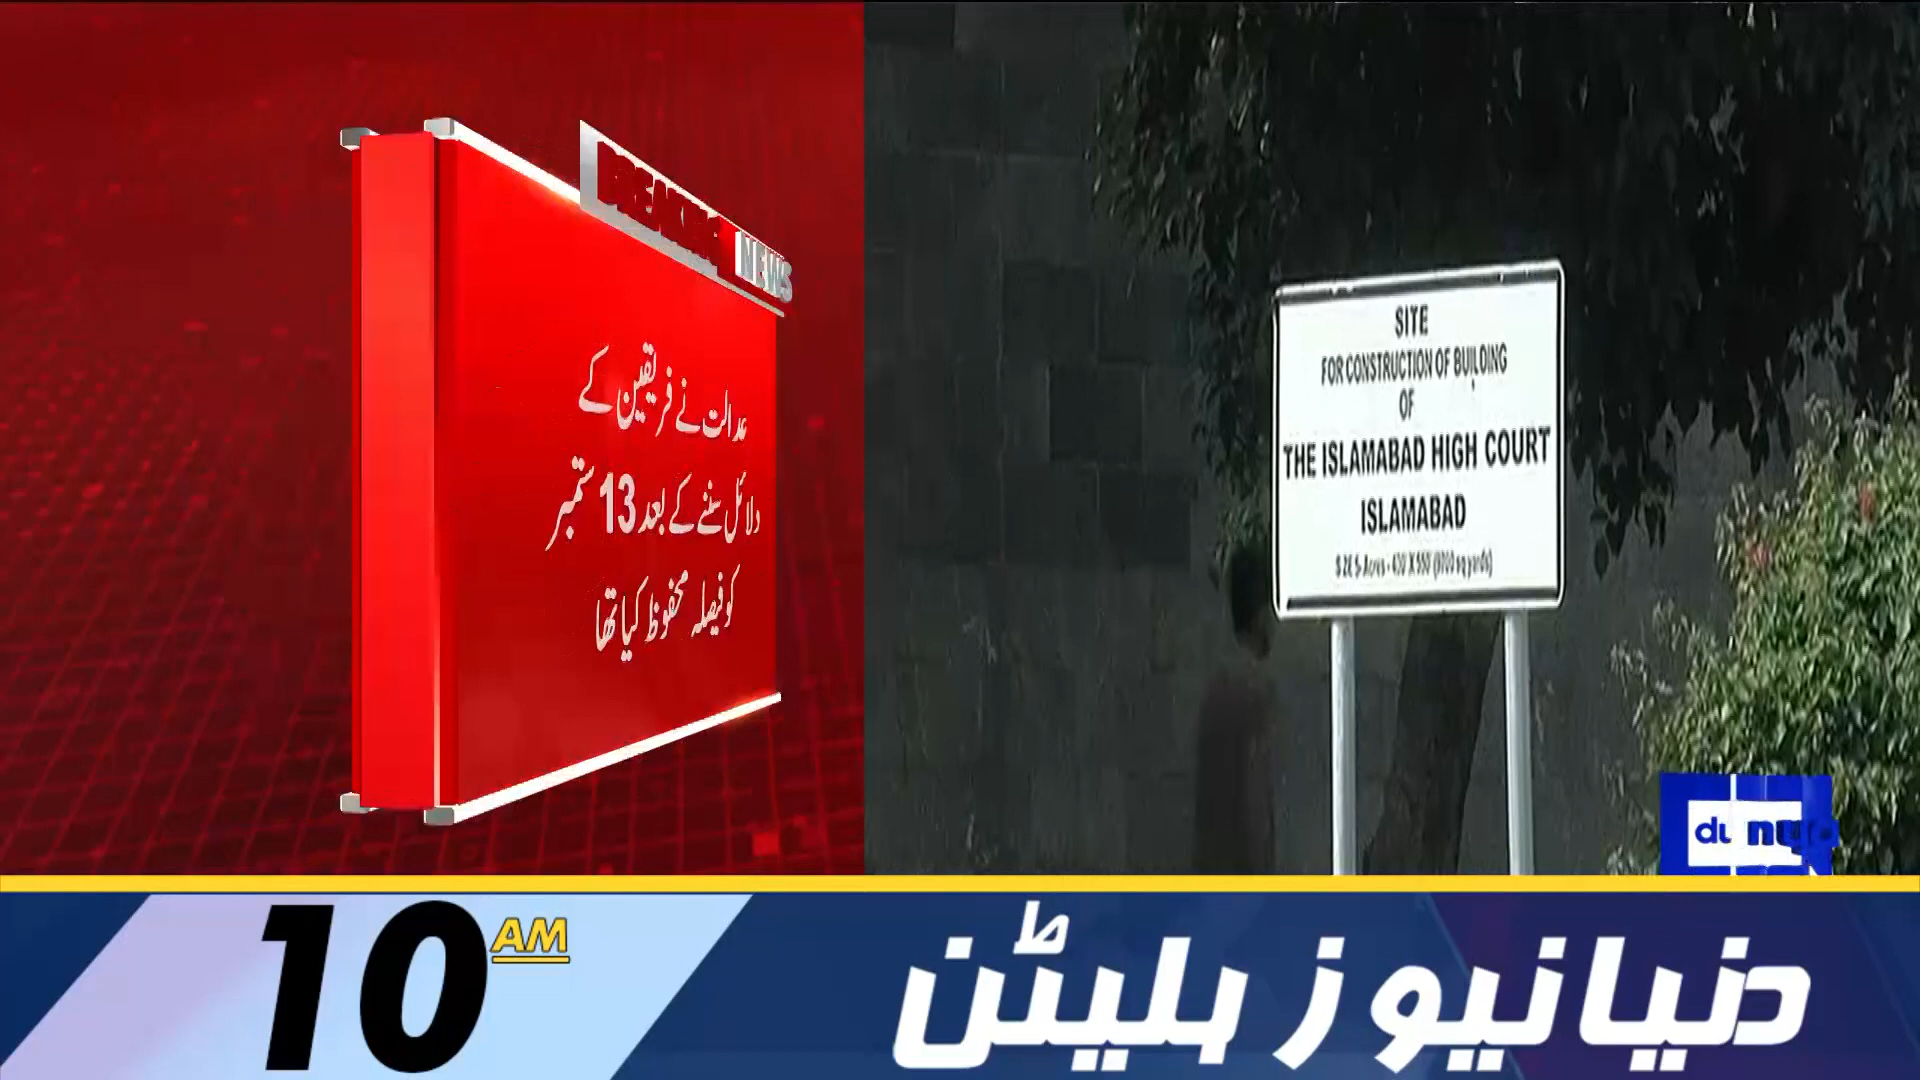 BREAKING NEWS
عدالت نے فریقین کے
دلائل سننے کے بعد 13 ستمبر
کو فیصلہ محفوظ کیا تھا
SITE
FOR CONSTRUCTION OF BUILDING
OF
THE ISLAMABAD HIGH COURT
ISLAMABAD
10 AM
دنیا نیوز بلیٹن